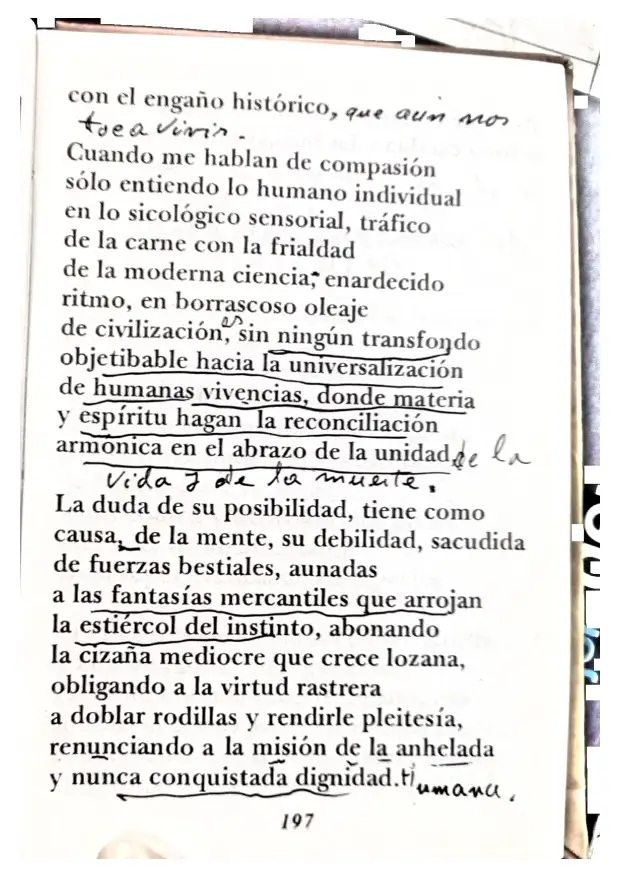 con el engaño histórico, que aun nos
toca vivir.
Cuando me hablan de compasión
sólo entiendo lo humano individual
en lo sicológico sensorial, tráfico
de la carne con la frialdad
de la moderna ciencia; enardecido
ritmo, en borrascoso oleaje
de civilización, sin ningún transfondo
objetibable hacia la universalización
de humanas vivencias, donde materia
y espíritu hagan la reconciliación
armónica en el abrazo de la unidad de la
vida y de la muerte.
La duda de su posibilidad, tiene como
causa, de la mente, su debilidad, sacudida
de fuerzas bestiales, aunadas
a las fantasías mercantiles que arrojan
la estiércol del instinto, abonando
la cizaña mediocre que crece lozana,
obligando a la virtud rastrera
a doblar rodillas y rendirle pleitesía,
renunciando a la misión de la anhelada
y nunca conquistada dignidad. Humana.
197